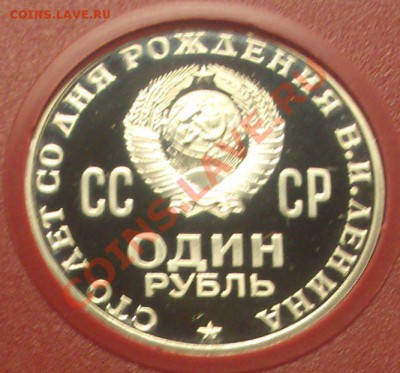 COINS.LAVE.RU
СТО ЛЕТ СО ДНЯ РОЖДЕНИЯ В.И.ЛЕНИНА
СС СР
ОДИН
РУБЛЬ
COINS.LAVE.RU